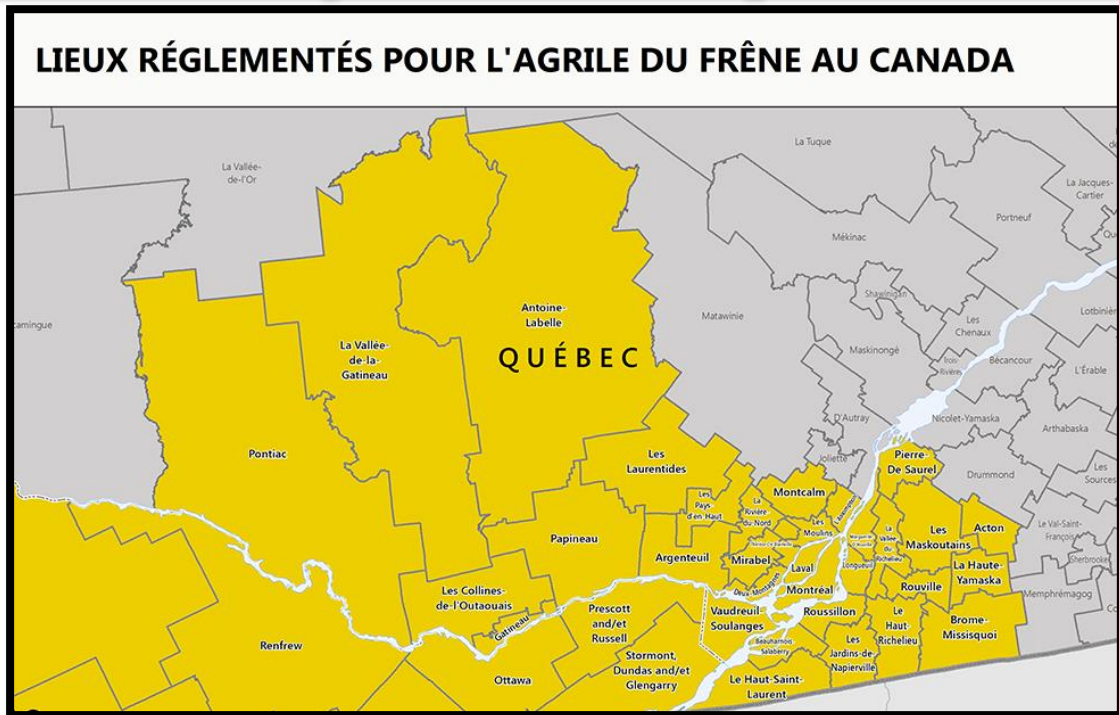 LIEUX RÉGLEMENTÉS POUR L'AGRILE DU FRÊNE AU CANADA
La Tuque
La Vallée-
de-l'Or
La Jacques-
Cartier
Portneuf
Mékinac
Shawinigan
Antoine-
Labelle
Matawinie
Les
Chenaux
Lotbinièr
camingue
La Vallée-
de-la-
Gatineau
QUÉBEC
Maskinongé
Trois-
Rivière
Bécancour
L'Érable
D'Autray
Nicolet-Yamaska
Arthabaska
Pontiac
Les
Laurentides
Joliette
Pierre-
De Saurel
Drummond
Les
Sources
Les
Pays-
d'en-Haut
La
Rivière-
du-Nord
Montcalm
L'Assomption
Les
Moulins
La
Vallée
du
Richelieu
Les
Maskoutains
Acton
Le Val-Saint-
François
Papineau
Argenteuil
Mirabel
Laval
Longueuil
La Haute-
Yamaska
Sherbrooke
Les Collines-
de-l'Outaouais
Deux-Montagnes
Montréal
Rouville
Memphrémagog
Co
Gatineau
Prescott
and/et
Russell
Vaudreuil-
Soulanges
Roussillon
Le
Haut-
Richelieu
Brome-
Missisquoi
Renfrew
Ottawa
Stormont,
Dundas and/et
Glengarry
Beauharnois
Salaberry
Les
Jardins-de-
Napierville
Le Haut-Saint-
Laurent